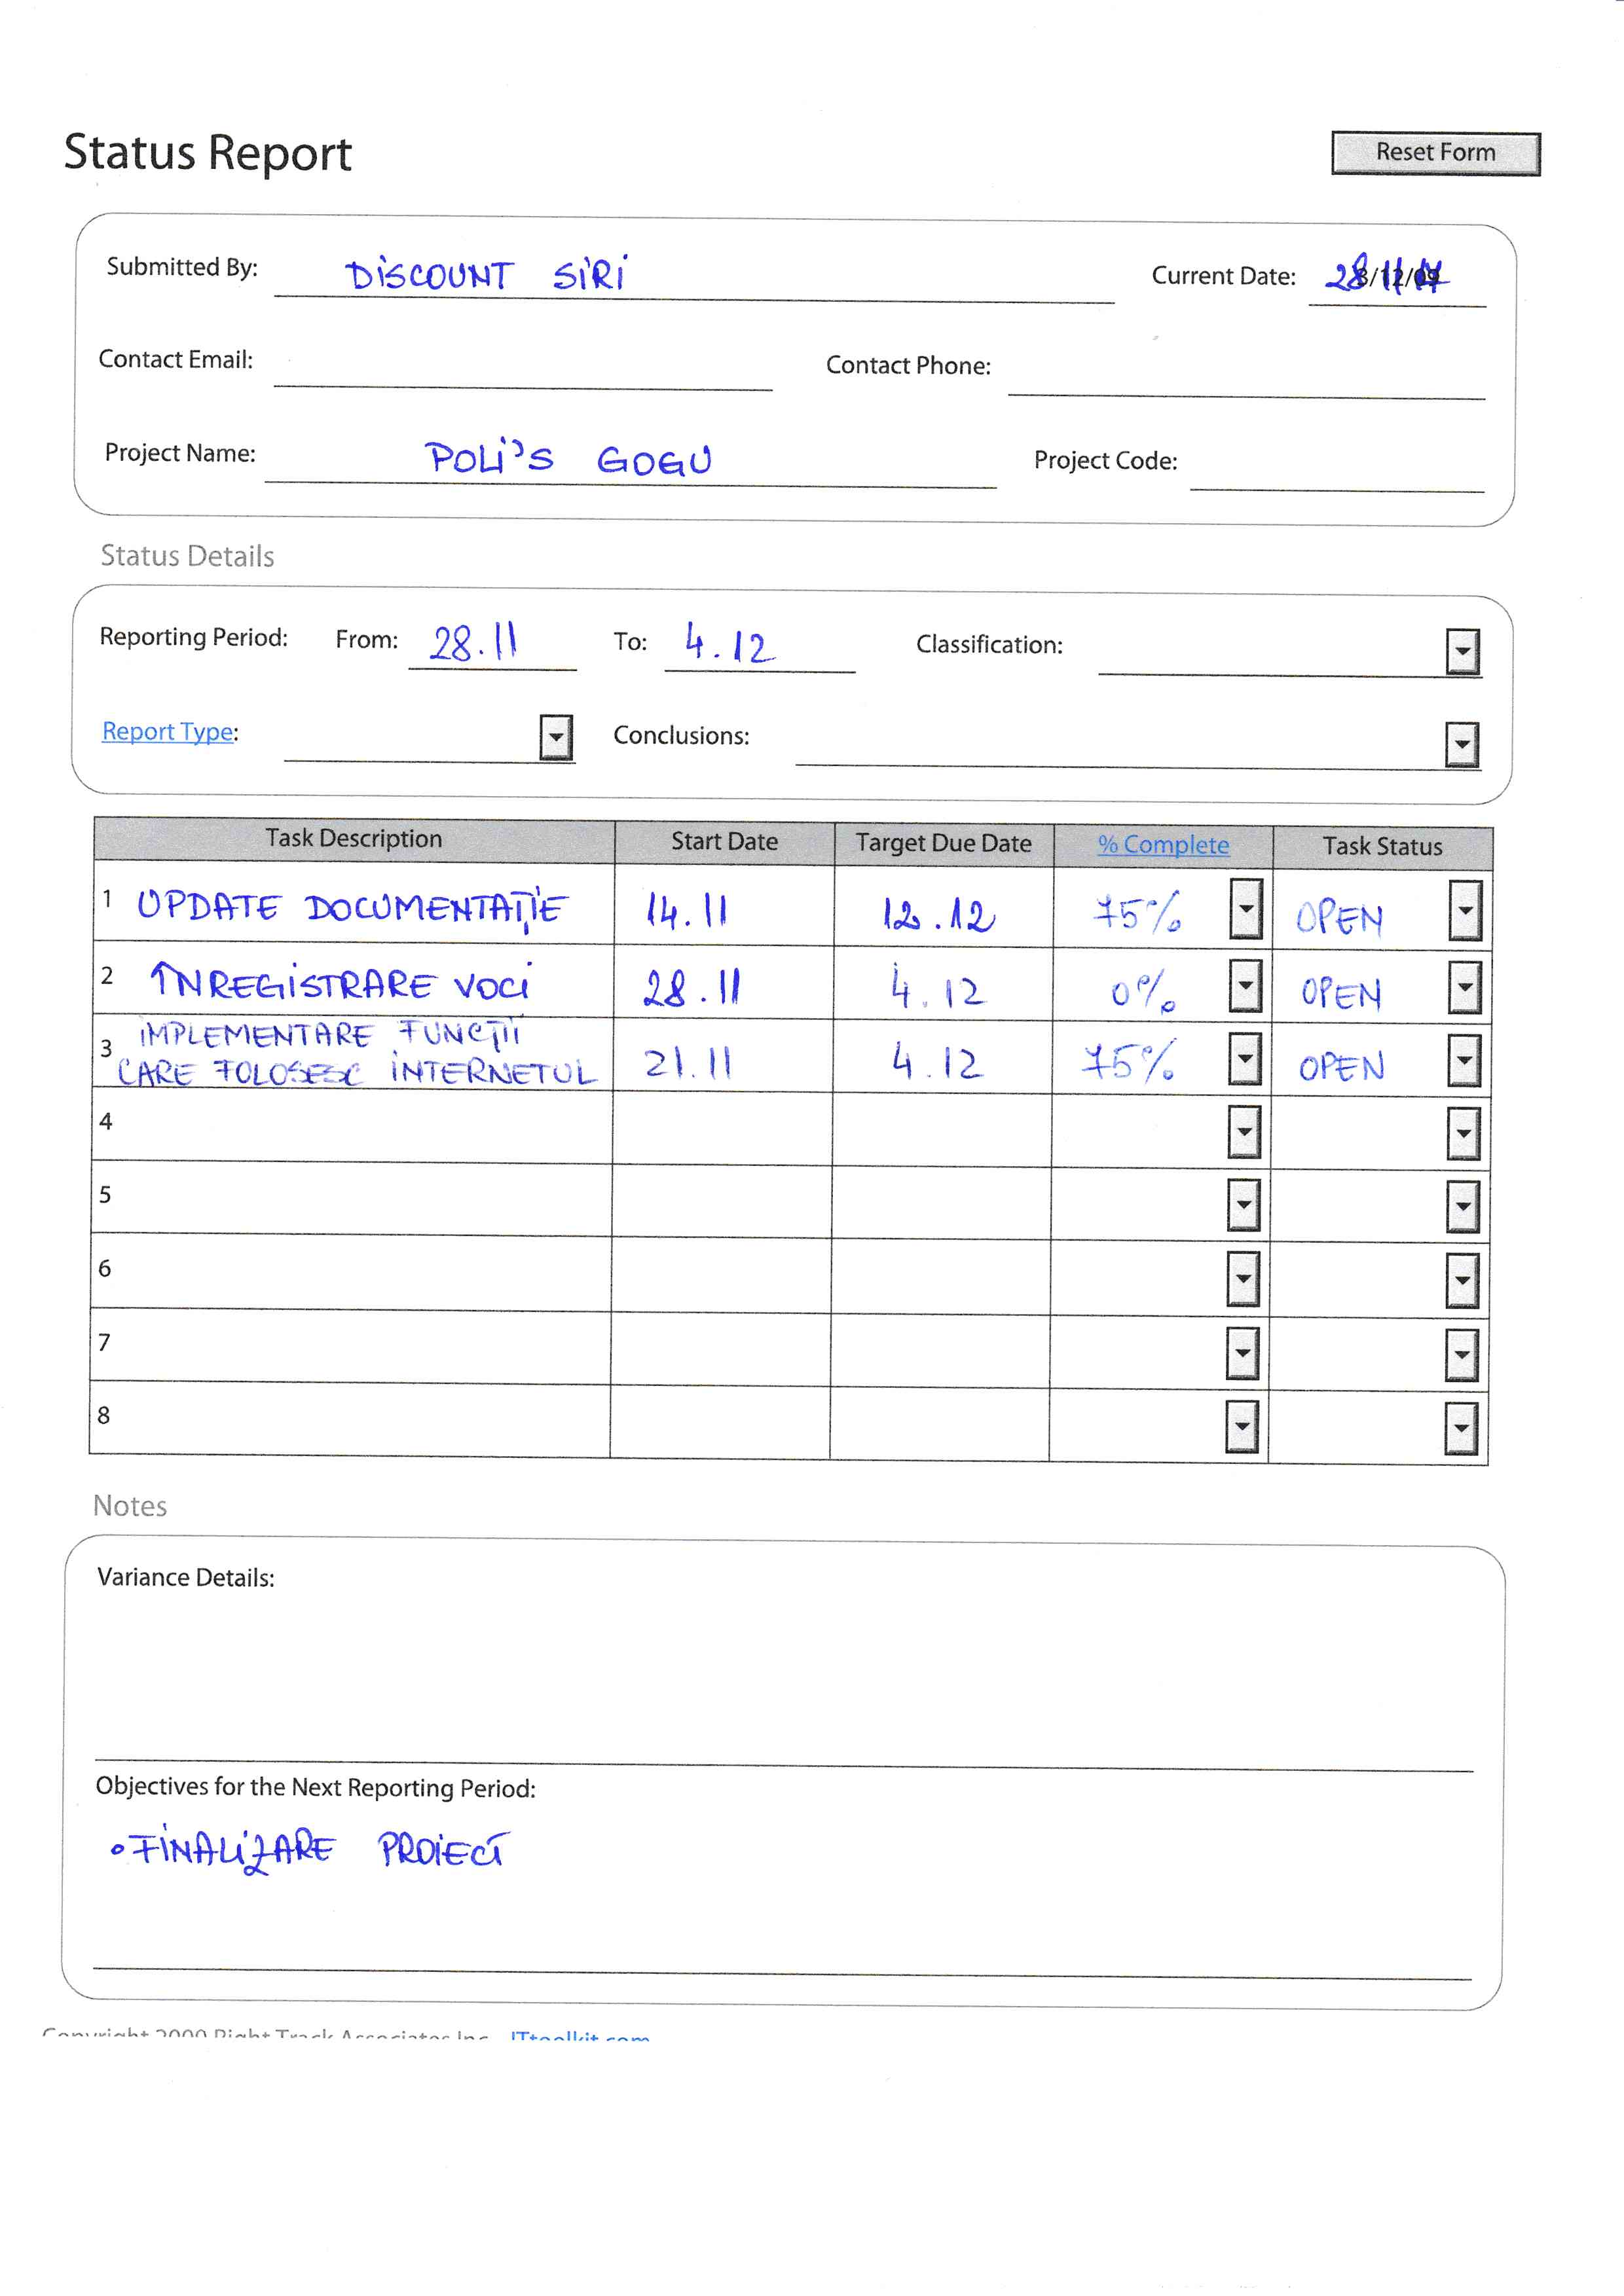 Status Report
Reset Form
Submitted By: DISCOUNT SIRI Current Date:
Contact Email: Contact Phone:
Project Name: POLI'S GOGU Project Code:
Status Details
Reporting Period: From: 28.11 To: 4.12 Classification:
Report Type: Conclusions:
Task Description Start Date Target Due Date % Complete Task Status
1 UPDATE DOCUMENTAȚIE 14.11 12.12 75% OPEN
2 ÎNREGISTRARE VOCI 28.11 4.12 0% OPEN
3 IMPLEMENTARE FUNCȚII
CARE FOLOSESC INTERNETUL 21.11 4.12 75% OPEN
4
5
6
7
8
Notes
Variance Details:
Objectives for the Next Reporting Period:
• FINALIZARE PROIECT
Copyright 2000 Right Track Associates Inc. ITtoolkit.com